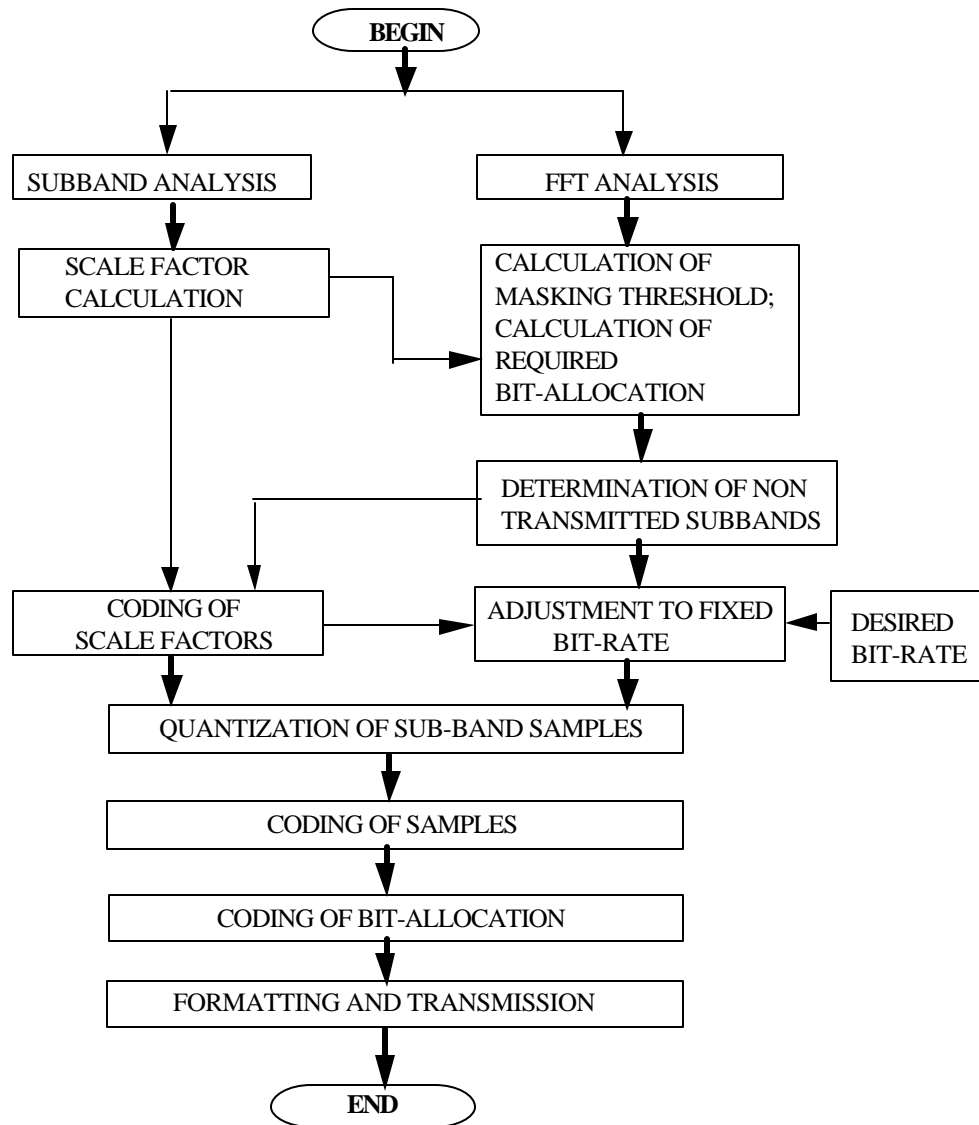 BEGIN
SUBBAND ANALYSIS
FFT ANALYSIS
SCALE FACTOR
CALCULATION
CALCULATION OF
MASKING THRESHOLD;
CALCULATION OF
REQUIRED
BIT-ALLOCATION
DETERMINATION OF NON
TRANSMITTED SUBBANDS
CODING OF
SCALE FACTORS
ADJUSTMENT TO FIXED
BIT-RATE
DESIRED
BIT-RATE
QUANTIZATION OF SUB-BAND SAMPLES
CODING OF SAMPLES
CODING OF BIT-ALLOCATION
FORMATTING AND TRANSMISSION
END